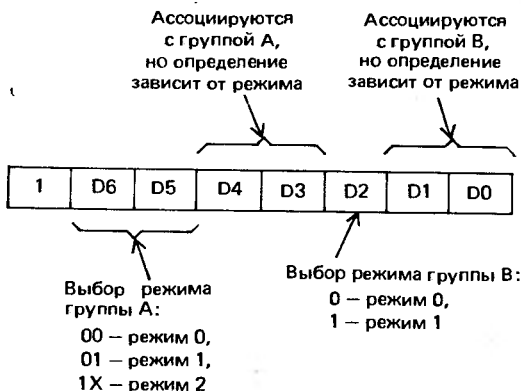 Ассоциируются
с группой А,
но определение
зависит от режима
Ассоциируются
с группой В,
но определение
зависит от режима
1 D6 D5 D4 D3 D2 D1 D0
Выбор режима
группы А:
00 — режим 0,
01 — режим 1,
1X — режим 2
Выбор режима группы В:
0 — режим 0,
1 — режим 1